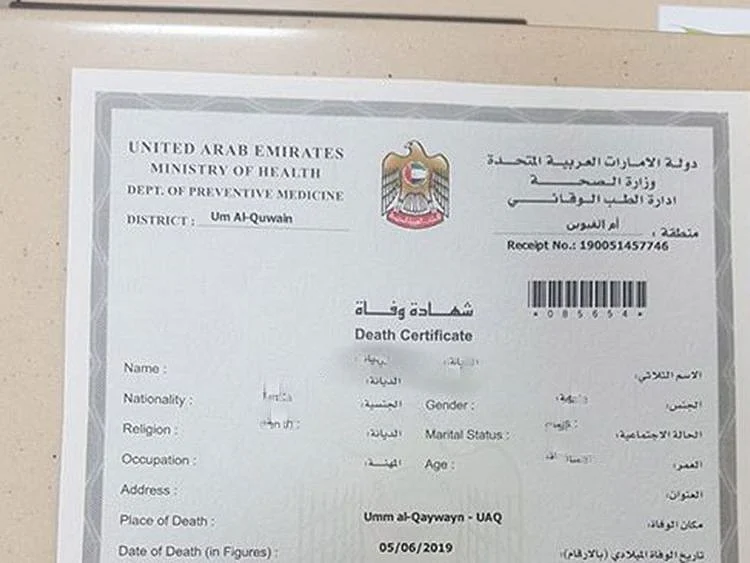 UNITED ARAB EMIRATES
MINISTRY OF HEALTH
DEPT. OF PREVENTIVE MEDICINE
DISTRICT : Um Al-Quwain
دولة الامارات العربية المتحدة
وزارة الصحة
ادارة الطب الوقائي
منطقة : أم القيوين
Receipt No.: 190051457746
*085654*
شهادة وفاة
Death Certificate
Name : الاسم الثلاثي:
الديانة:
Nationality : الجنسية: Gender : الجنس:
Religion : الديانة: Marital Status : الحالة الاجتماعية:
Occupation : المهنة: Age : العمر:
Address : العنوان:
Place of Death : Umm al-Qaywayn - UAQ مكان الوفاة:
Date of Death (in Figures) : 05/06/2019 تاريخ الوفاة الميلادي (بالارقام):